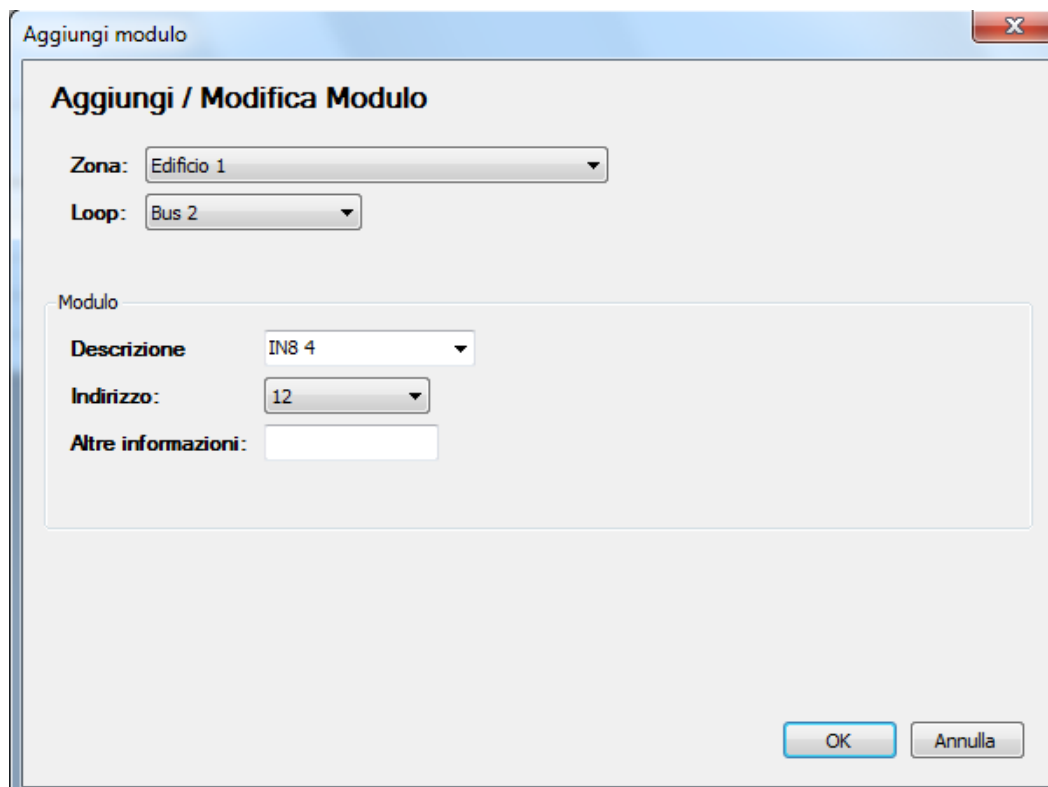 Aggiungi modulo
X
Aggiungi / Modifica Modulo
Zona: Edificio 1
Loop: Bus 2
Modulo
Descrizione IN8 4
Indirizzo: 12
Altre informazioni:
OK Annulla